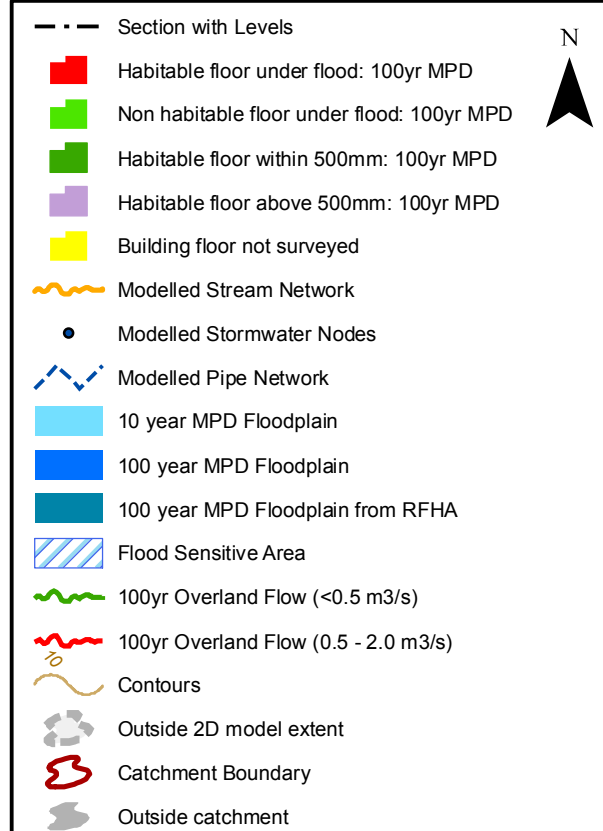 Section with Levels
N
Habitable floor under flood: 100yr MPD
Non habitable floor under flood: 100yr MPD
Habitable floor within 500mm: 100yr MPD
Habitable floor above 500mm: 100yr MPD
Building floor not surveyed
Modelled Stream Network
Modelled Stormwater Nodes
Modelled Pipe Network
10 year MPD Floodplain
100 year MPD Floodplain
100 year MPD Floodplain from RFHA
Flood Sensitive Area
100yr Overland Flow (<0.5 m3/s)
100yr Overland Flow (0.5 - 2.0 m3/s)
10
Contours
Outside 2D model extent
Catchment Boundary
Outside catchment